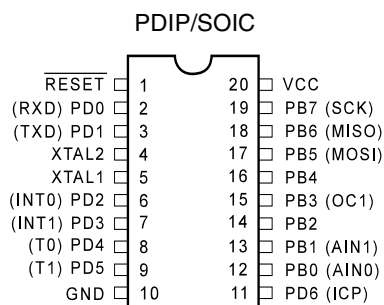 PDIP/SOIC
RESET 1 20 VCC
(RXD) PD0 2 19 PB7 (SCK)
(TXD) PD1 3 18 PB6 (MISO)
XTAL2 4 17 PB5 (MOSI)
XTAL1 5 16 PB4
(INT0) PD2 6 15 PB3 (OC1)
(INT1) PD3 7 14 PB2
(T0) PD4 8 13 PB1 (AIN1)
(T1) PD5 9 12 PB0 (AIN0)
GND 10 11 PD6 (ICP)